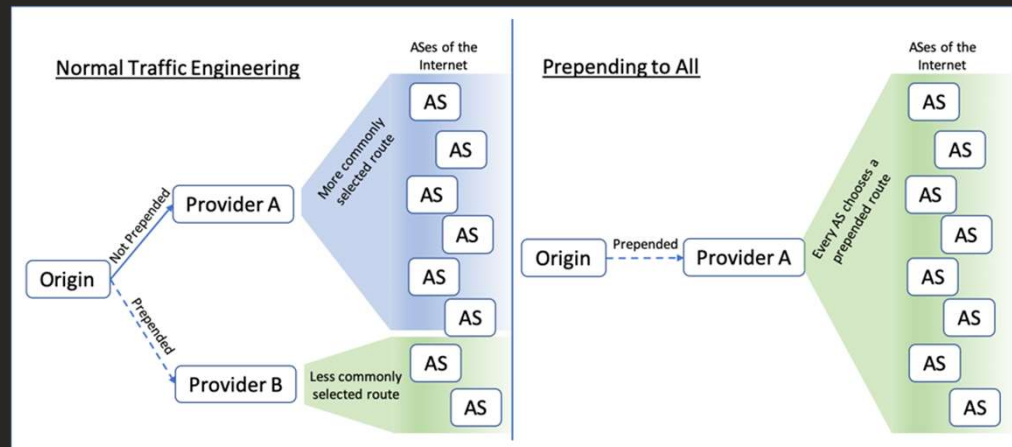 Normal Traffic Engineering
ASes of the
Internet
AS
AS
AS
AS
AS
AS
AS
AS
More commonly
selected route
Not Prepended
Provider A
Origin
Prepended
Provider B
Less commonly
selected route
Prepending to All
ASes of the
Internet
AS
AS
AS
AS
AS
AS
AS
AS
Every AS chooses a
prepended route
Origin
Prepended
Provider A